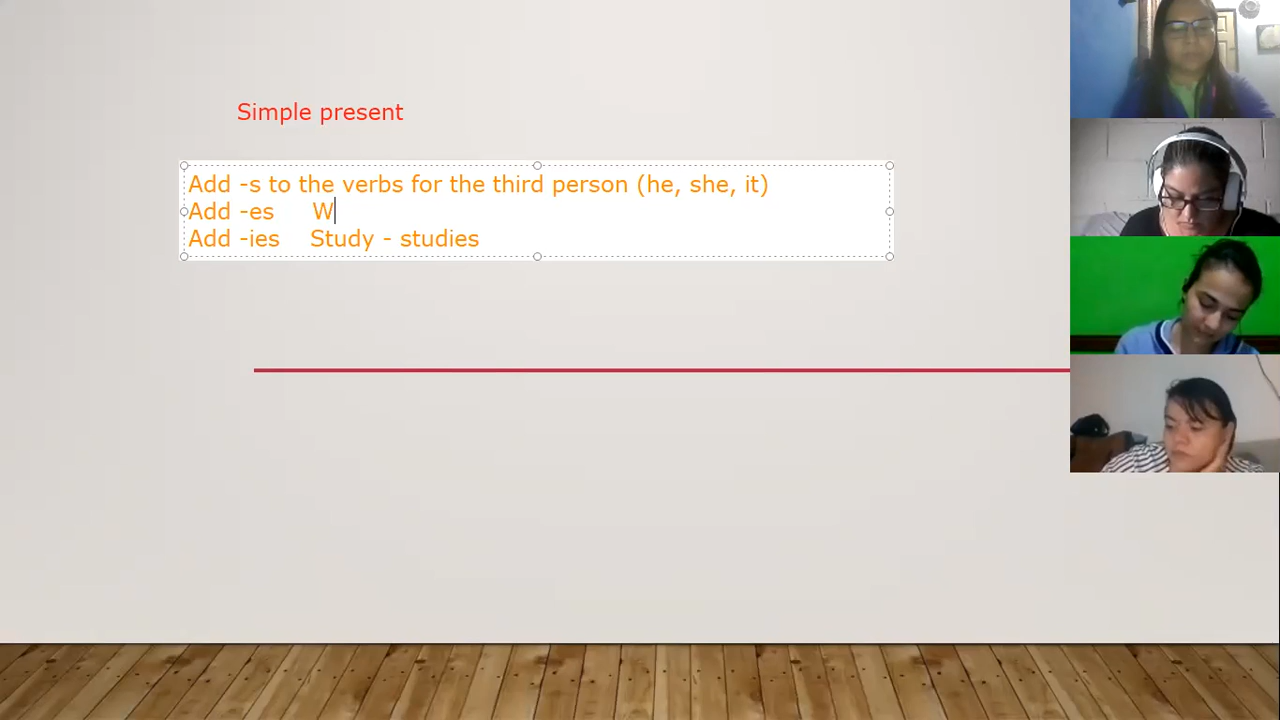 Simple present
Add -s to the verbs for the third person (he, she, it)
Add -es W
Add -ies Study - studies